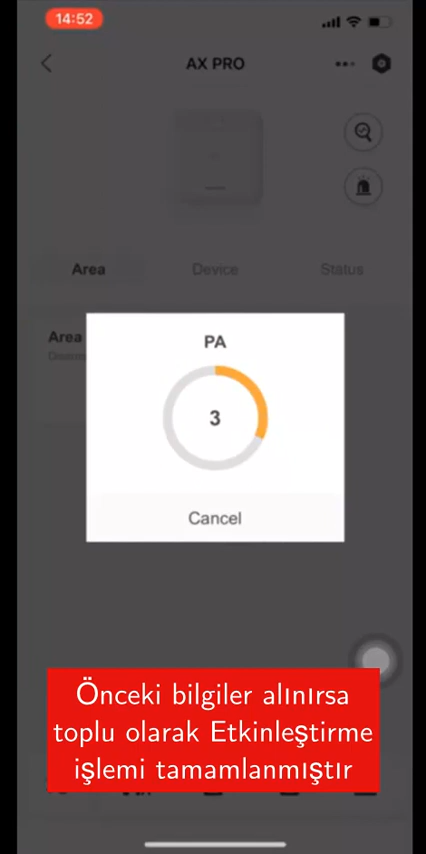 14:52
AX PRO
Area
Device
Status
Area
PA
3
Cancel
Önceki bilgiler alınırsa
toplu olarak Etkinleştirme
işlemi tamamlanmıştır